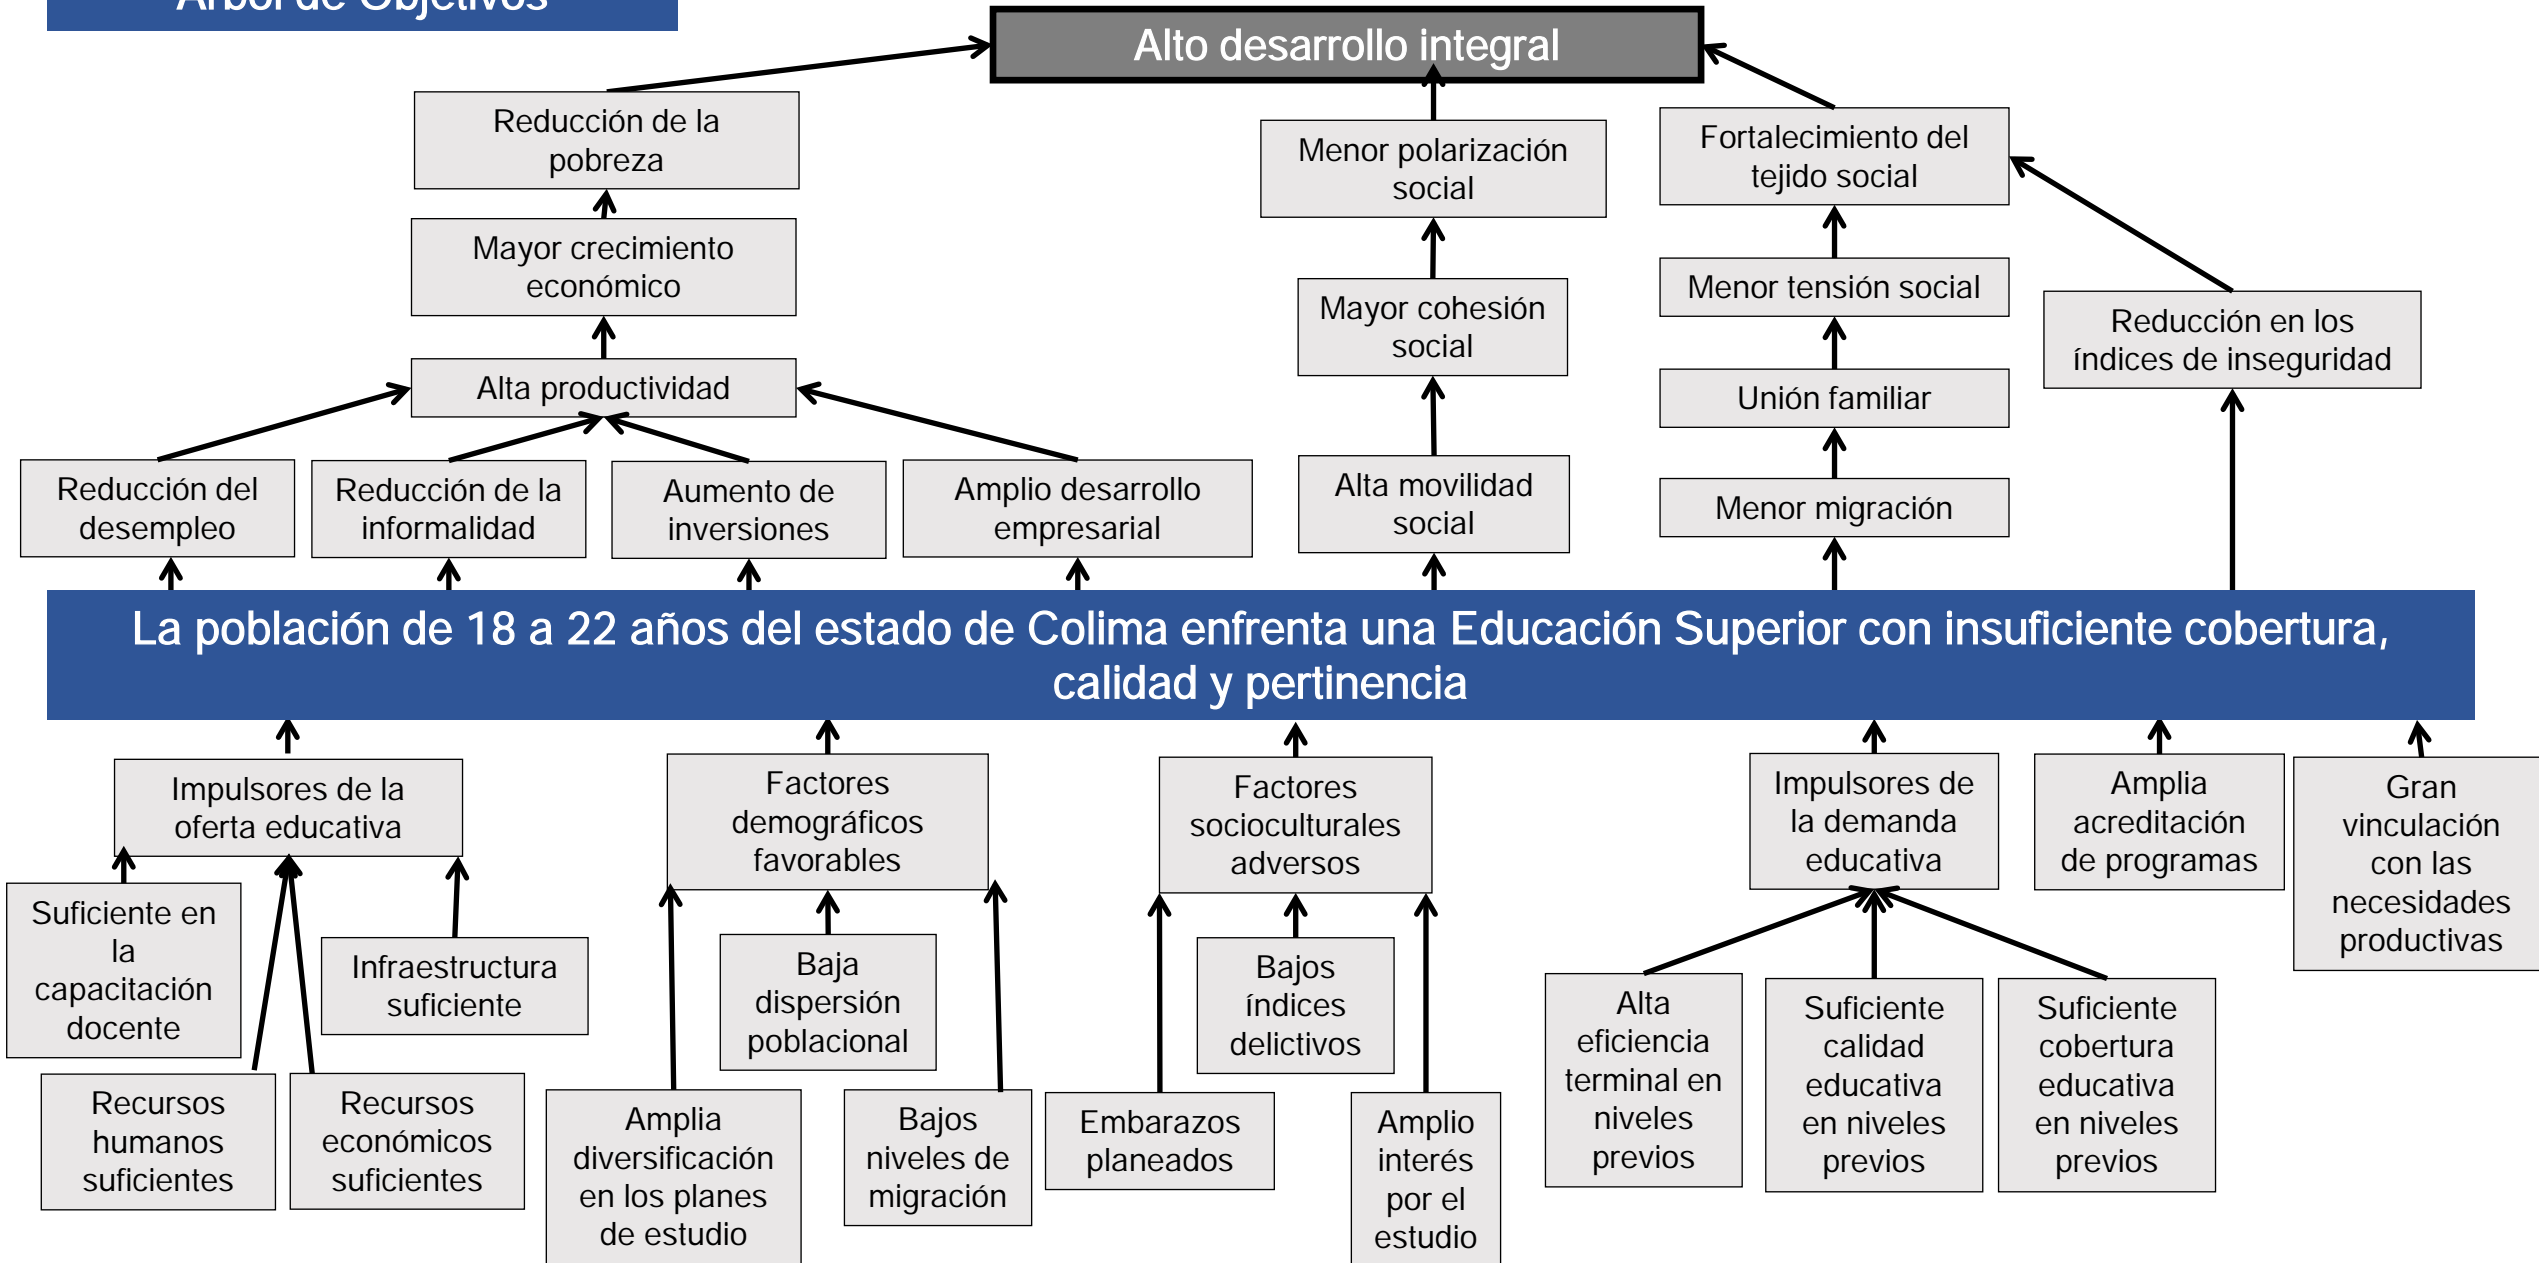 Árbol de Objetivos
Alto desarrollo integral
Reducción de la
pobreza
Menor polarización
social
Fortalecimiento del
tejido social
Mayor crecimiento
económico
Mayor cohesión
social
Menor tensión social
Reducción en los
índices de inseguridad
Alta productividad
Unión familiar
Reducción del
desempleo
Reducción de la
informalidad
Aumento de
inversiones
Amplio desarrollo
empresarial
Alta movilidad
social
Menor migración
La población de 18 a 22 años del estado de Colima enfrenta una Educación Superior con insuficiente cobertura,
calidad y pertinencia
Impulsores de la
oferta educativa
Factores
demográficos
favorables
Factores
socioculturales
adversos
Impulsores de
la demanda
educativa
Amplia
acreditación
de programas
Gran
vinculación
con las
necesidades
productivas
Suficiente en
la
capacitación
docente
Infraestructura
suficiente
Baja
dispersión
poblacional
Bajos
índices
delictivos
Alta
eficiencia
terminal en
niveles
previos
Suficiente
calidad
educativa
en niveles
previos
Suficiente
cobertura
educativa
en niveles
previos
Recursos
humanos
suficientes
Recursos
económicos
suficientes
Amplia
diversificación
en los planes
de estudio
Bajos
niveles de
migración
Embarazos
planeados
Amplio
interés
por el
estudio